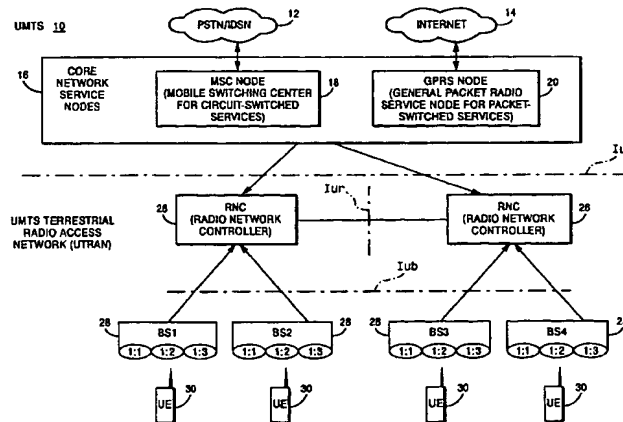 UMTS 10
PSTN/IDSN
12
INTERNET
14
16
CORE
NETWORK
SERVICE
NODES
MSC NODE
(MOBILE SWITCHING CENTER
FOR CIRCUIT-SWITCHED
SERVICES)
18
GPRS NODE
(GENERAL PACKET RADIO
SERVICE NODE FOR PACKET-
SWITCHED SERVICES)
20
Iur
UMTS TERRESTRIAL
RADIO ACCESS
NETWORK (UTRAN)
26
RNC
(RADIO NETWORK
CONTROLLER)
RNC
(RADIO NETWORK
CONTROLLER)
26
Iub
28
BS1
1:1 1:2 1:3
BS2
28
1:1 1:2 1:3
28
BS3
1:1 1:2 1:3
BS4
1:1 1:2 1:3
UE 30
UE 30
UE 30
UE 30